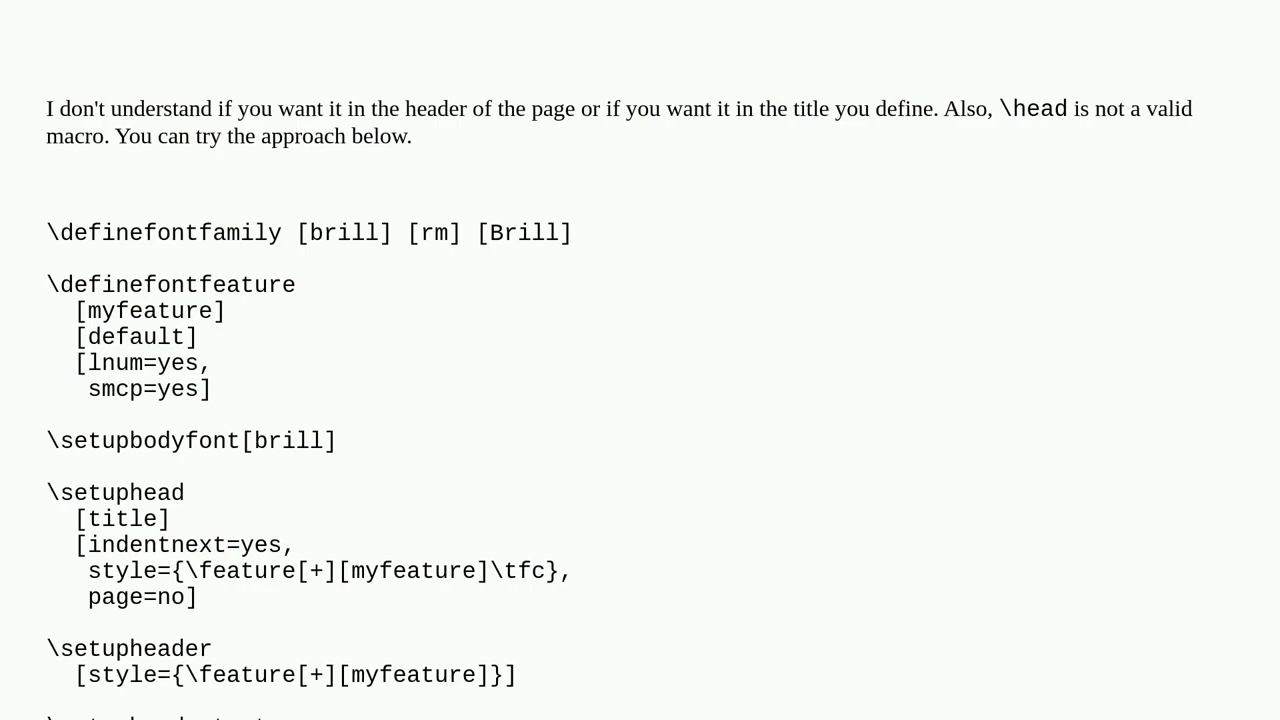 I don't understand if you want it in the header of the page or if you want it in the title you define. Also, \head is not a valid
macro. You can try the approach below.
\definefontfamily [brill] [rm] [Brill]
\definefontfeature
  [myfeature]
  [default]
  [lnum=yes,
   smcp=yes]
\setupbodyfont[brill]
\setuphead
  [title]
  [indentnext=yes,
   style={\feature[+][myfeature]\tfc},
   page=no]
\setupheader
  [style={\feature[+][myfeature]}]